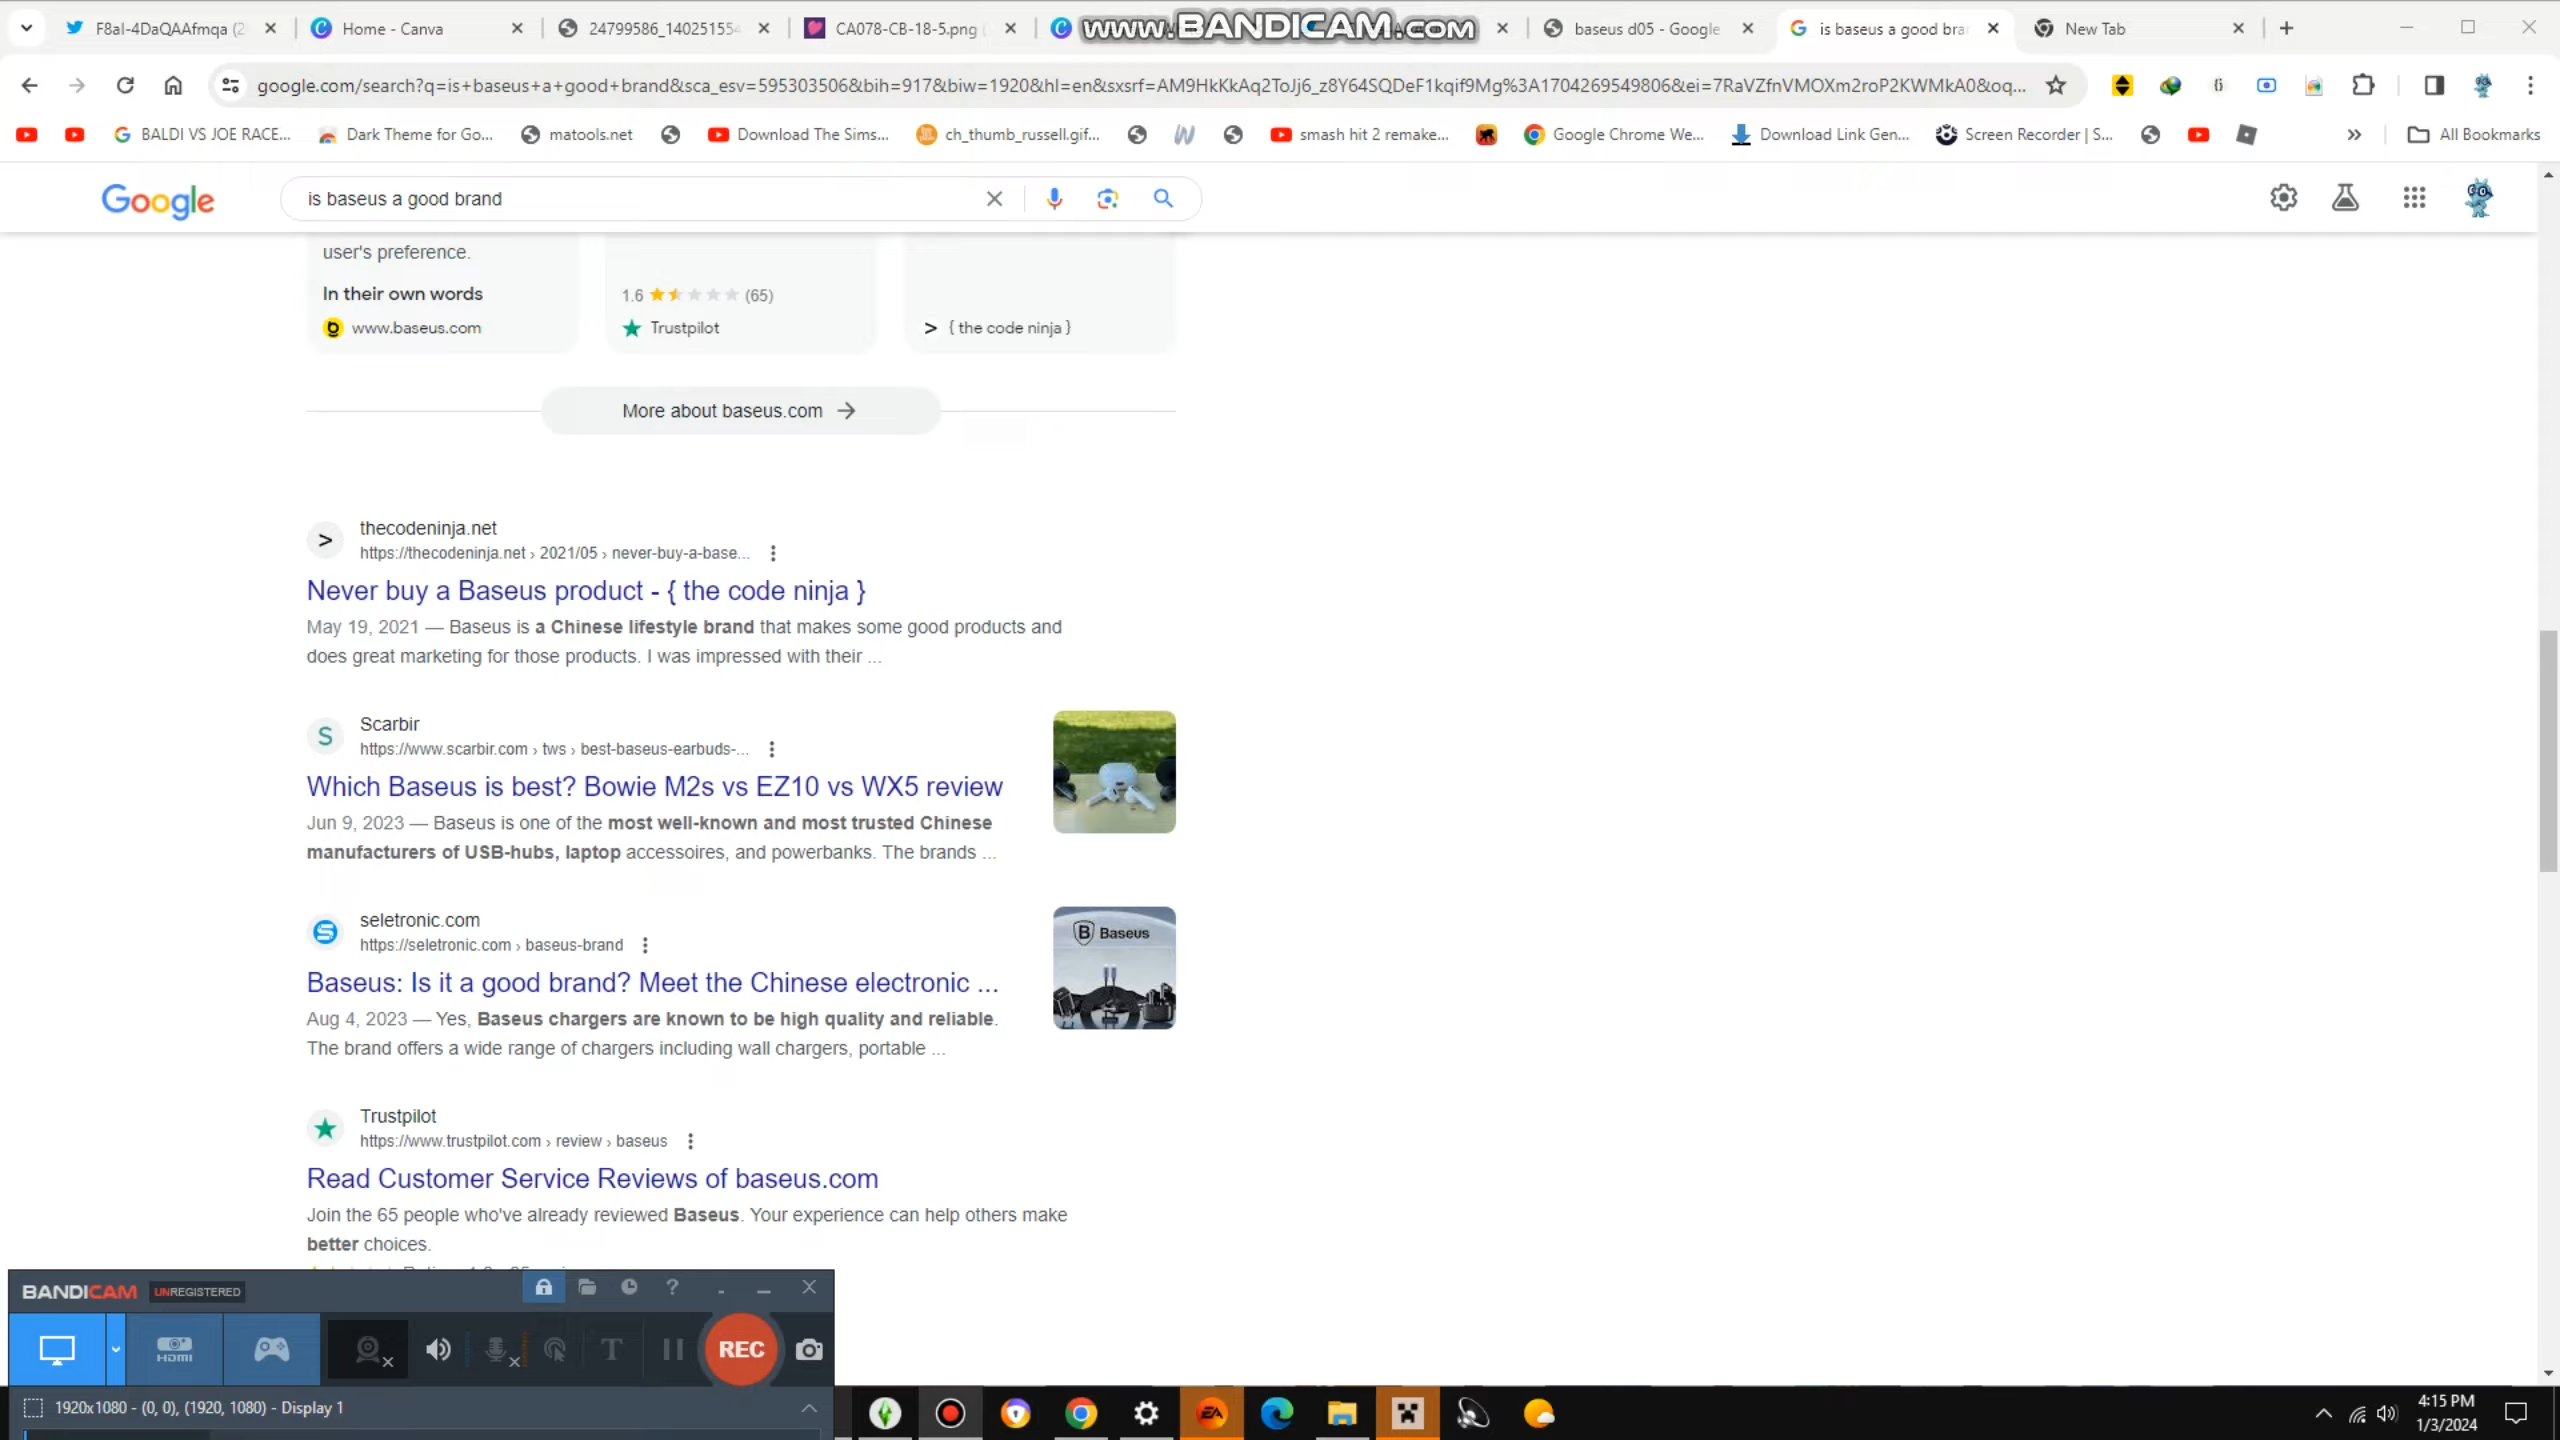 F8aI-4DaQAAfmqa (2
Home - Canva
24799586_140251554
CA078-CB-18-5.png (
www.BANDICAM.com
baseus d05 - Google
is baseus a good bra
New Tab
google.com/search?q=is+baseus+a+good+brand&sca_esv=595303506&bih=917&biw=1920&hl=en&sxsrf=AM9HkKkAq2ToJj6_z8Y64SQDeF1kqif9Mg%3A1704269549806&ei=7RaVZfnVMOXm2roP2KWMkA0&oq...
BALDI VS JOE RACE...
Dark Theme for Go...
matools.net
Download The Sims...
ch_thumb_russell.gif...
smash hit 2 remake...
Google Chrome We...
Download Link Gen...
Screen Recorder | S...
All Bookmarks
Google
is baseus a good brand
user's preference.
In their own words
www.baseus.com
1.6 (65)
Trustpilot
> { the code ninja }
More about baseus.com →
thecodeninja.net
https://thecodeninja.net › 2021/05 › never-buy-a-base...
Never buy a Baseus product - { the code ninja }
May 19, 2021 — Baseus is a Chinese lifestyle brand that makes some good products and
does great marketing for those products. I was impressed with their ...
S
Scarbir
https://www.scarbir.com › tws › best-baseus-earbuds-...
Which Baseus is best? Bowie M2s vs EZ10 vs WX5 review
Jun 9, 2023 — Baseus is one of the most well-known and most trusted Chinese
manufacturers of USB-hubs, laptop accessoires, and powerbanks. The brands ...
seletronic.com
https://seletronic.com › baseus-brand
Baseus: Is it a good brand? Meet the Chinese electronic ...
Aug 4, 2023 — Yes, Baseus chargers are known to be high quality and reliable.
The brand offers a wide range of chargers including wall chargers, portable ...
Baseus
Trustpilot
https://www.trustpilot.com › review › baseus
Read Customer Service Reviews of baseus.com
Join the 65 people who've already reviewed Baseus. Your experience can help others make
better choices.
BANDICAM UNREGISTERED
HDMI
REC
1920x1080 - (0, 0), (1920, 1080) - Display 1
EA
4:15 PM
1/3/2024